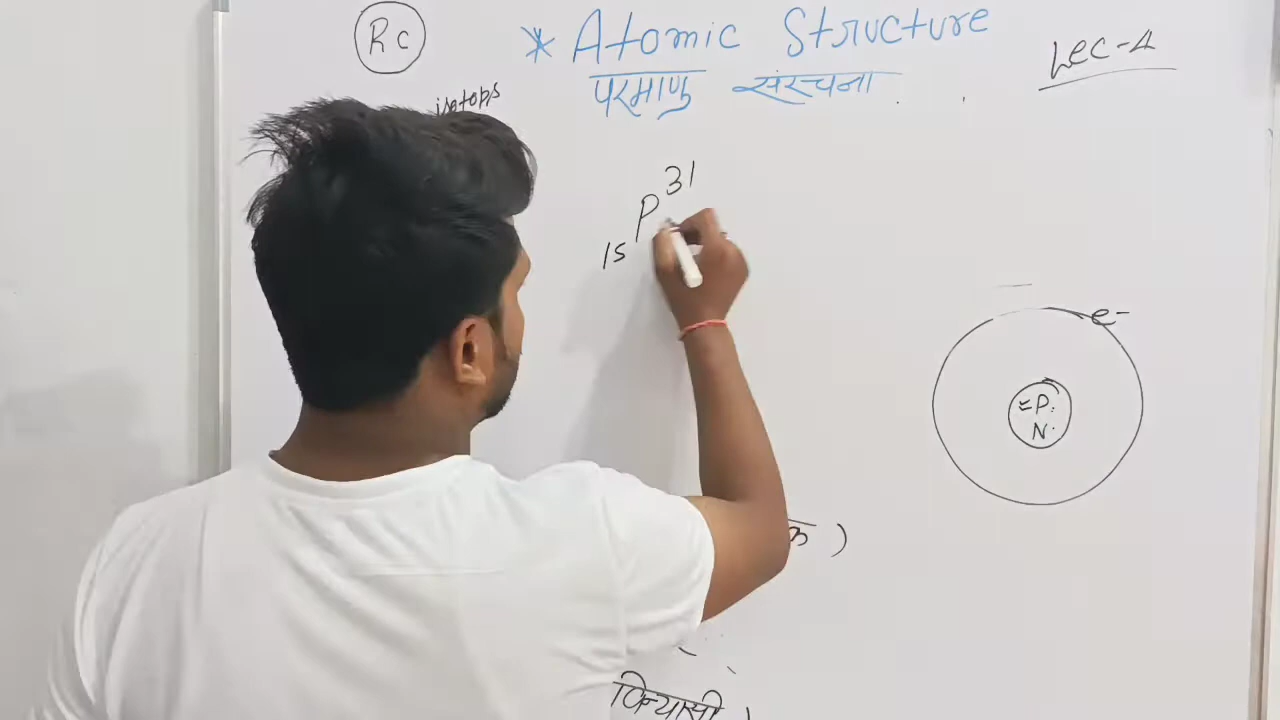 Rc
* Atomic Structure
परमाणु संरचना
Lec-4
isotops
15 P 31
e-
=P.
N.
क )
विन्यासी )